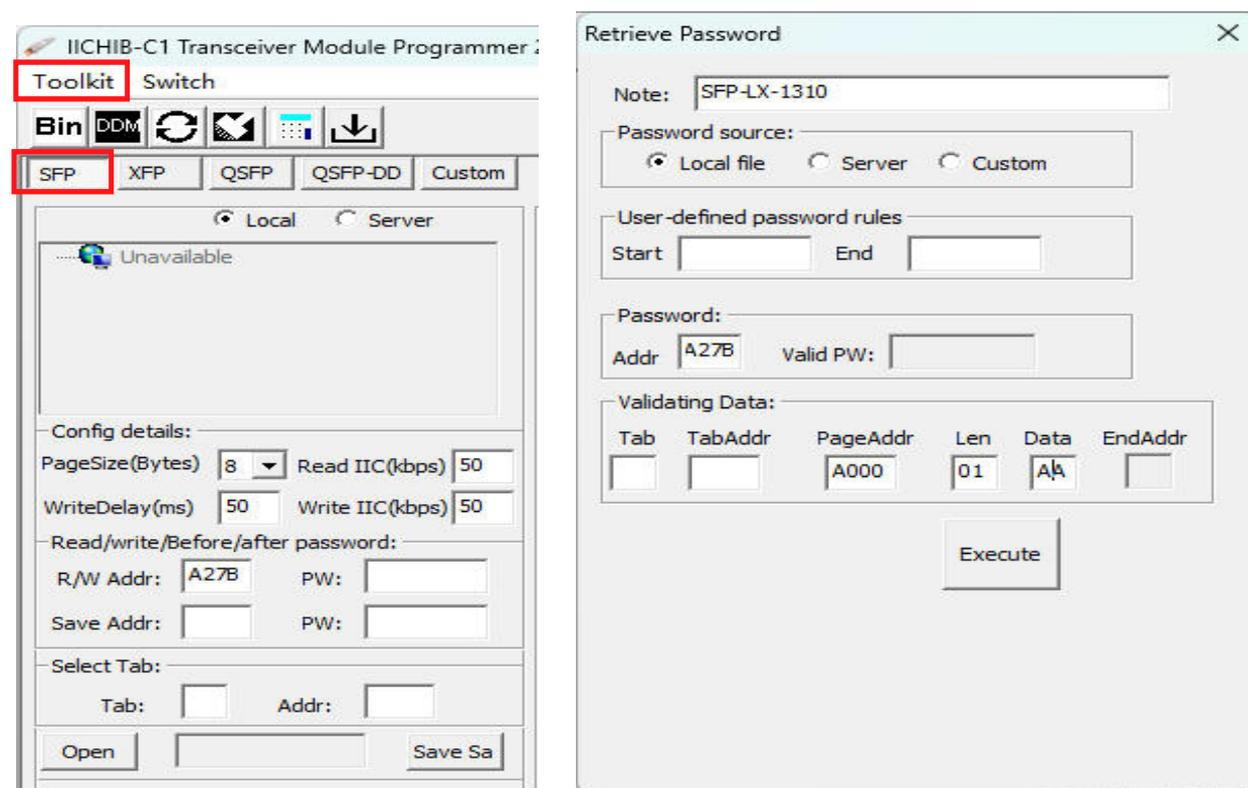 IICHIB-C1 Transceiver Module Programmer
Toolkit Switch
Bin DDM
SFP XFP QSFP QSFP-DD Custom
Local Server
Unavailable
Config details:
PageSize(Bytes) 8 Read IIC(kbps) 50
WriteDelay(ms) 50 Write IIC(kbps) 50
Read/write/Before/after password:
R/W Addr: A27B PW:
Save Addr: PW:
Select Tab:
Tab: Addr:
Open Save Sa
Retrieve Password
Note: SFP-LX-1310
Password source:
Local file Server Custom
User-defined password rules
Start End
Password:
Addr A27B Valid PW:
Validating Data:
Tab TabAddr PageAddr Len Data EndAddr
A000 01 AA
Execute